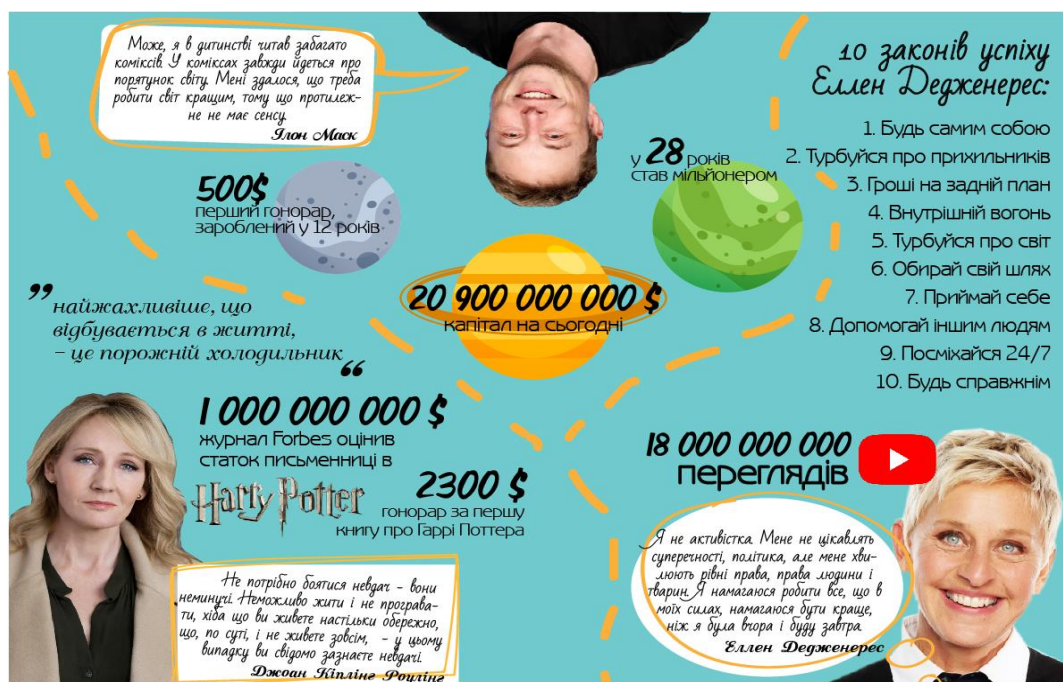 Може, я в дитинстві читав забагато
коміксів. У коміксах завжди йдеться про
порятунок світу. Мені здалося, що треба
робити світ кращим, тому що протилеж-
не не має сенсу.
Ілон Маск
500$
перший гонорар,
зароблений у 12 років
у 28 років
став мільйонером
20 900 000 000 $
капітал на сьогодні
10 законів успіху
Еллен Дедженерес:
1. Будь самим собою
2. Турбуйся про прихильників
3. Гроші на задній план
4. Внутрішній вогонь
5. Турбуйся про світ
6. Обирай свій шлях
7. Приймай себе
8. Допомогай іншим людям
9. Посміхайся 24/7
10. Будь справжнім
” найжахливіше, що
відбувається в житті,
– це порожній холодильник “
1 000 000 000 $
журнал Forbes оцінив
статок письменниці в
Harry Potter
2300 $
гонорар за першу
книгу про Гаррі Поттера
Не потрібно боятися невдач – вони
неминучі. Неможливо жити і не програва-
ти, хіба що ви живете настільки обережно,
що, по суті, і не живете зовсім, – у цьому
випадку ви свідомо зазнаєте невдачі.
Джоан Кіплінг Роулінг
18 000 000 000
переглядів
Я не активістка. Мене не цікавлять
суперечності, політика, але мене хви-
люють рівні права, права людини і
тварин. Я намагаюся робити все, що в
моїх силах, намагаюся бути краще,
ніж я була вчора і буду завтра.
Еллен Дедженерес